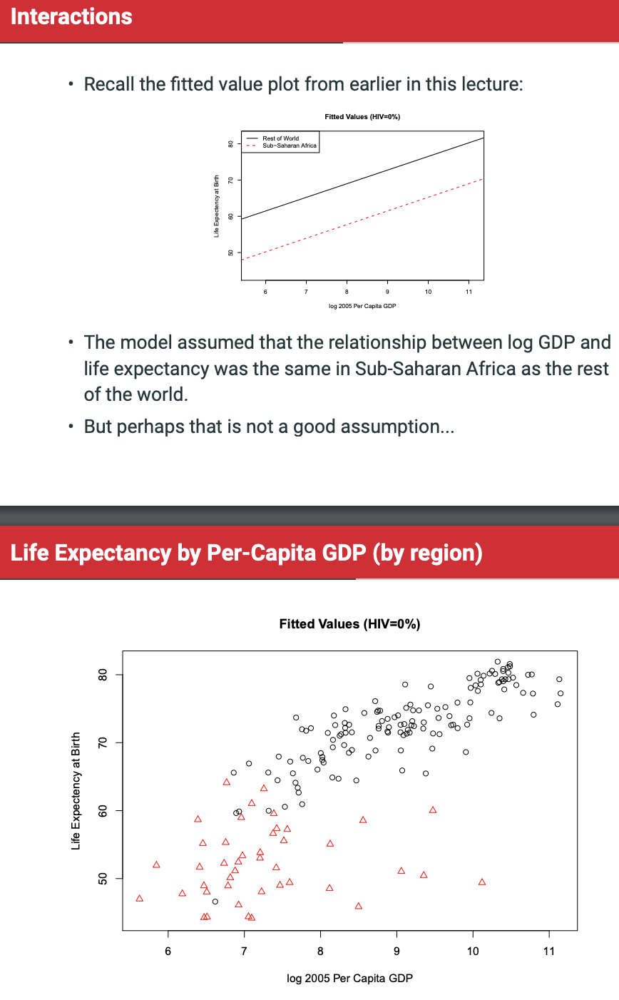 Interactions
• Recall the fitted value plot from earlier in this lecture:
Fitted Values (HIV=0%)
Rest of World
Sub-Saharan Africa
Life Expectency at Birth
80
70
60
50
6 7 8 9 10 11
log 2005 Per Capita GDP
• The model assumed that the relationship between log GDP and
life expectancy was the same in Sub-Saharan Africa as the rest
of the world.
• But perhaps that is not a good assumption...
Life Expectancy by Per-Capita GDP (by region)
Fitted Values (HIV=0%)
Life Expectency at Birth
80
70
60
50
6 7 8 9 10 11
log 2005 Per Capita GDP